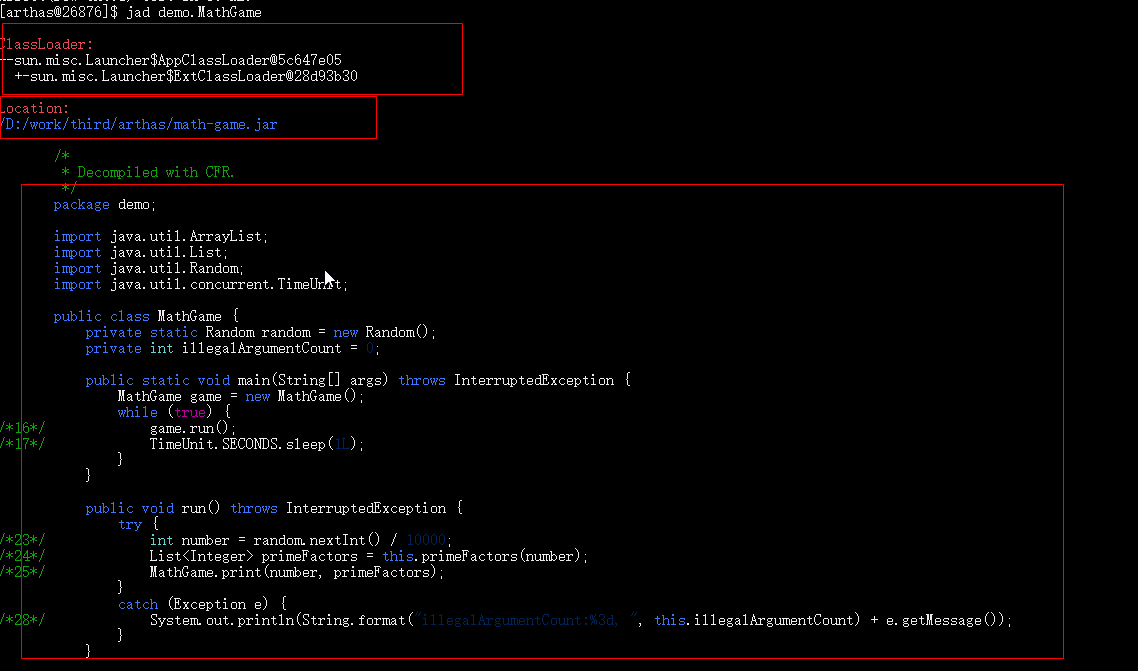 [arthas@26876]$ jad demo.MathGame
ClassLoader:
+-sun.misc.Launcher$AppClassLoader@5c647e05
  +-sun.misc.Launcher$ExtClassLoader@28d93b30
Location:
/D:/work/third/arthas/math-game.jar
       /*
        * Decompiled with CFR.
        */
       package demo;
       import java.util.ArrayList;
       import java.util.List;
       import java.util.Random;
       import java.util.concurrent.TimeUnit;
       public class MathGame {
           private static Random random = new Random();
           private int illegalArgumentCount = 0;
           public static void main(String[] args) throws InterruptedException {
               MathGame game = new MathGame();
               while (true) {
/*16*/             game.run();
/*17*/             TimeUnit.SECONDS.sleep(1L);
               }
           }
           public void run() throws InterruptedException {
               try {
/*23*/             int number = random.nextInt() / 10000;
/*24*/             List<Integer> primeFactors = this.primeFactors(number);
/*25*/             MathGame.print(number, primeFactors);
               }
               catch (Exception e) {
/*28*/             System.out.println(String.format("illegalArgumentCount:%3d, ", this.illegalArgumentCount) + e.getMessage());
               }
           }